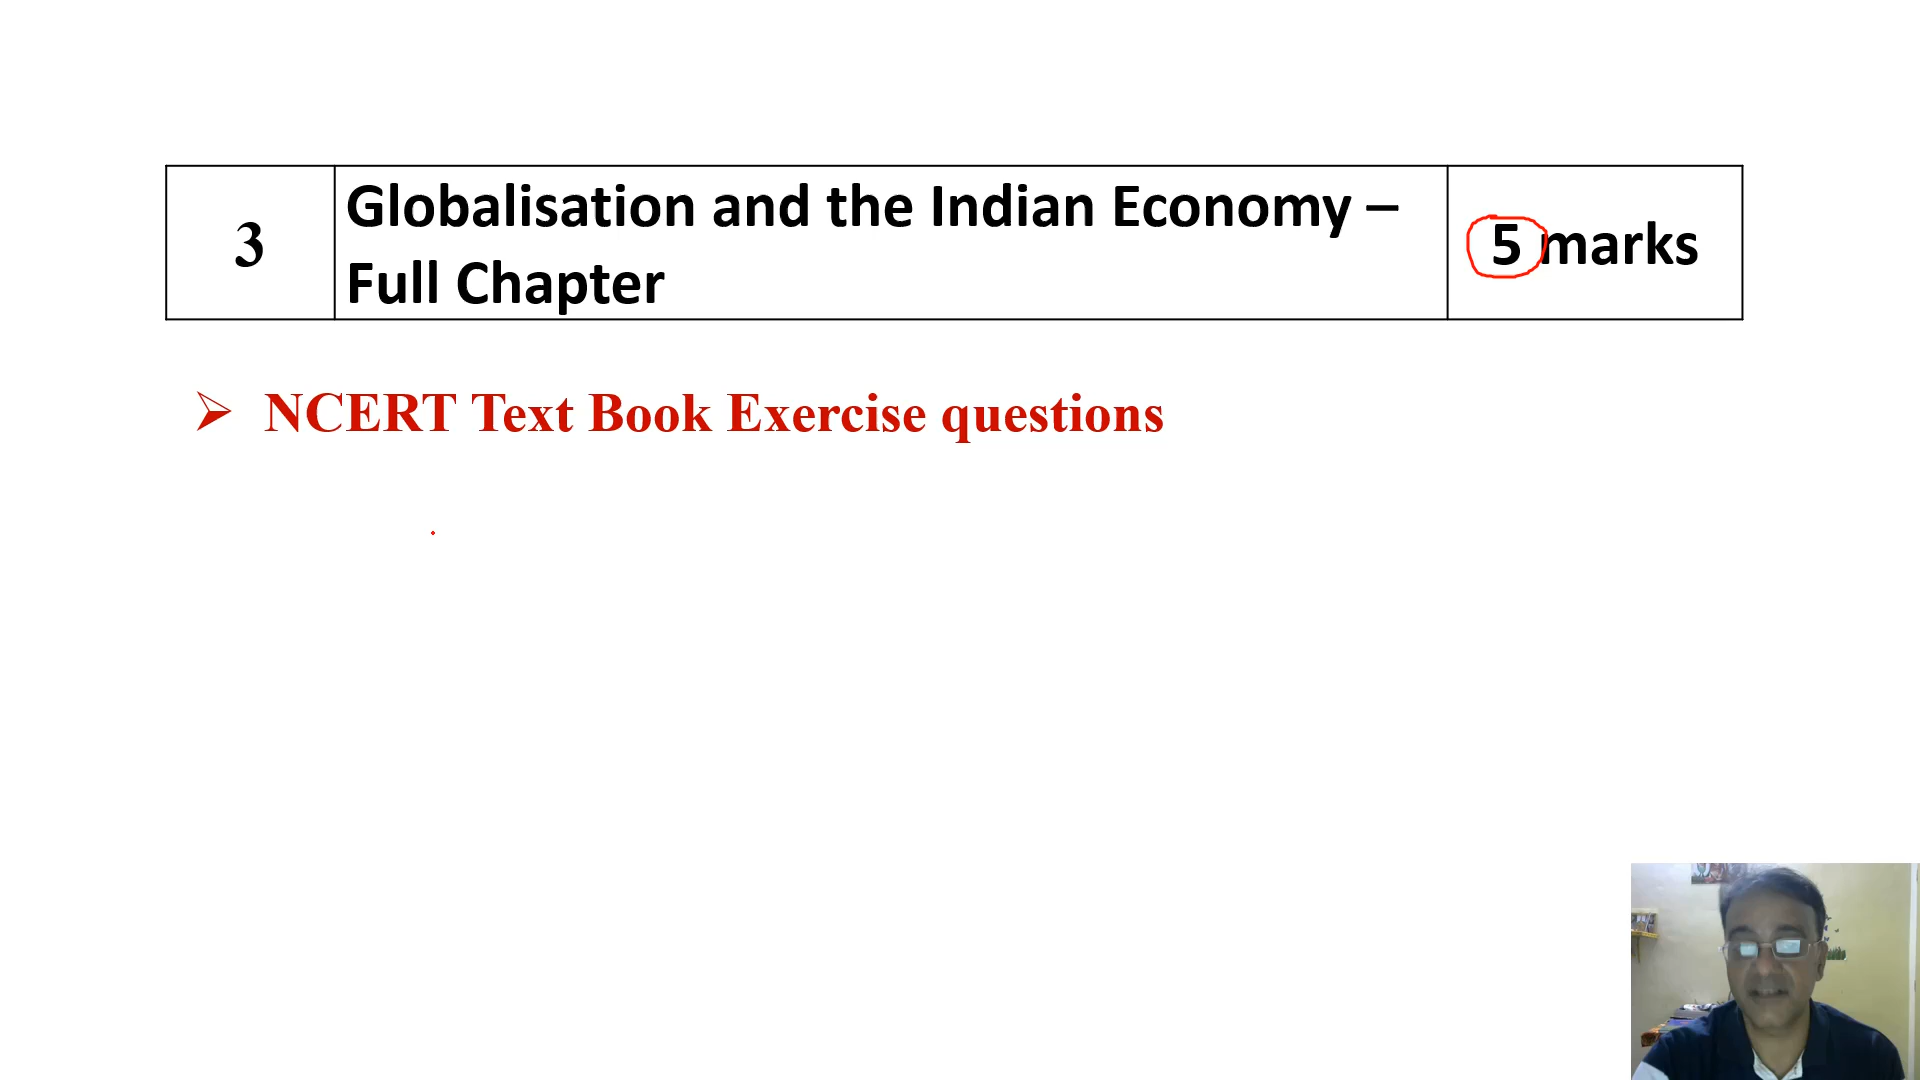 3
Globalisation and the Indian Economy –
Full Chapter
5 marks
NCERT Text Book Exercise questions